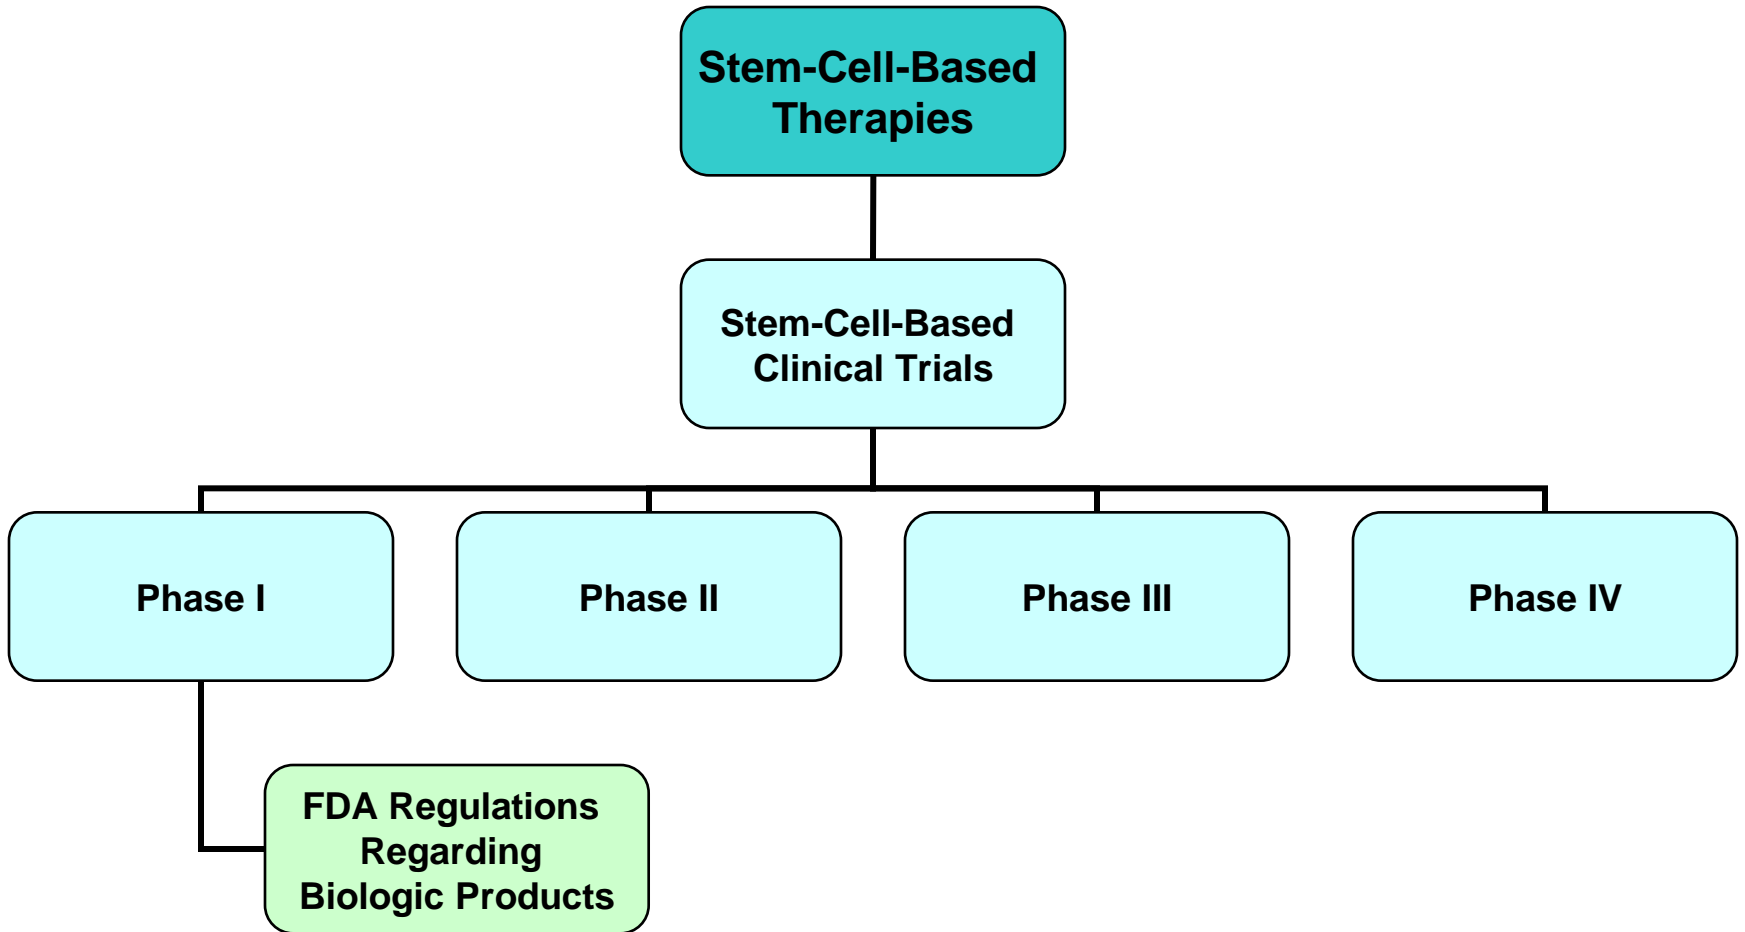 Stem-Cell-Based
Therapies
Stem-Cell-Based
Clinical Trials
Phase I
Phase II
Phase III
Phase IV
FDA Regulations
Regarding
Biologic Products